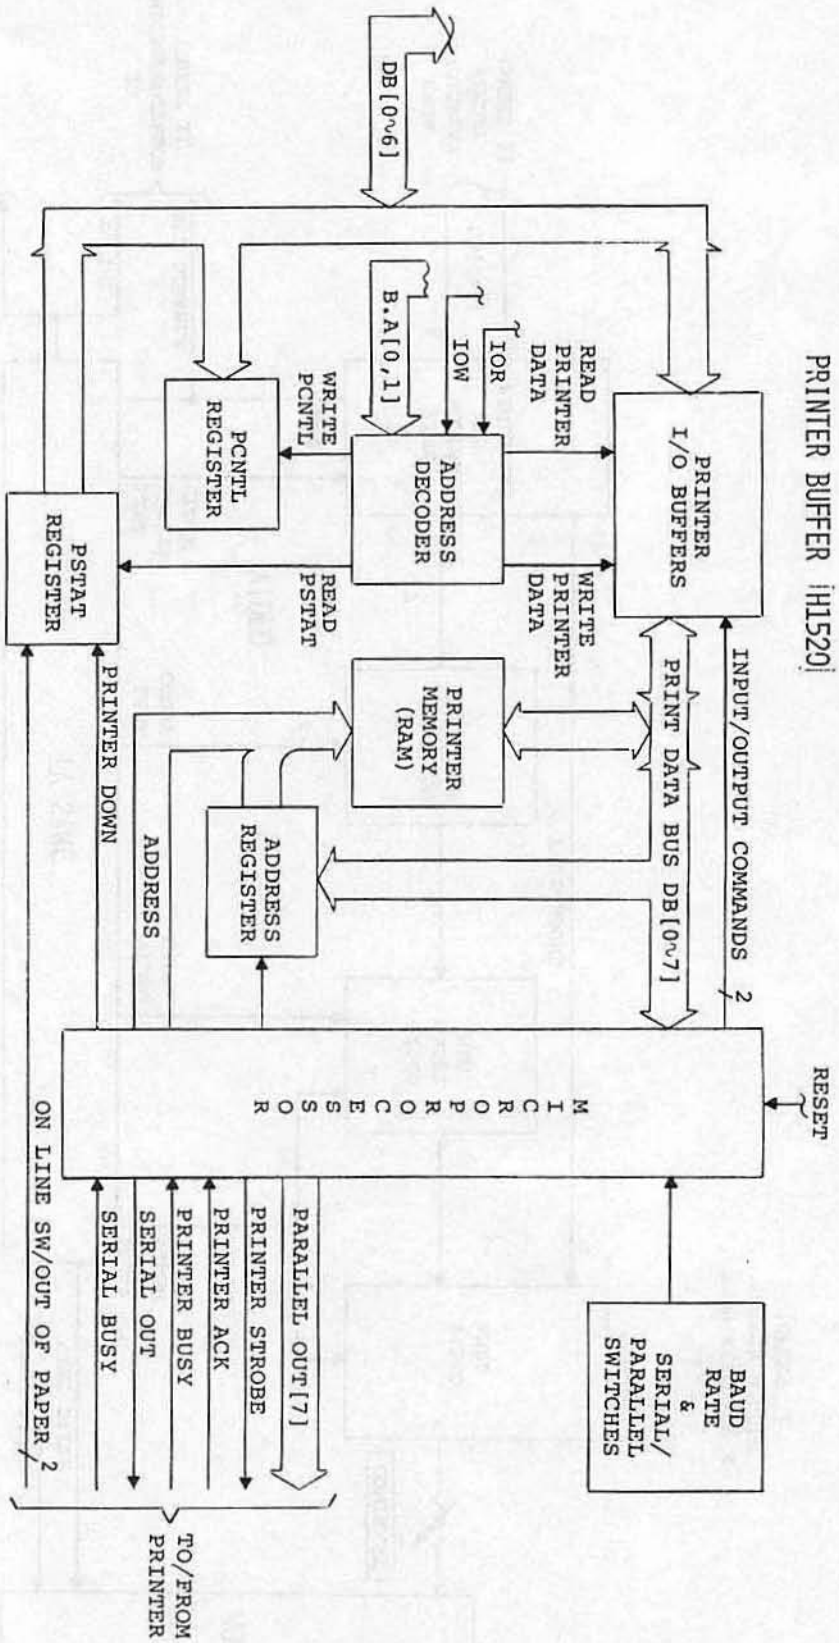 PRINTER BUFFER [H1520]
DB[0~6]
B.A[0,1]
IOW
IOR
READ
PRINTER
DATA
PRINTER
I/O BUFFERS
WRITE
PCNTL
PCNTL
REGISTER
ADDRESS
DECODER
PSTAT
REGISTER
READ
PSTAT
WRITE
PRINTER
DATA
INPUT/OUTPUT COMMANDS 2
PRINT DATA BUS DB[0~7]
PRINTER
MEMORY
(RAM)
ADDRESS
REGISTER
ADDRESS
PRINTER DOWN
RESET
MICROPROCESSOR
BAUD
RATE
&
SERIAL/
PARALLEL
SWITCHES
PARALLEL OUT[7]
PRINTER STROBE
PRINTER ACK
PRINTER BUSY
SERIAL OUT
SERIAL BUSY
ON LINE SW/OUT OF PAPER 2
TO/FROM
PRINTER